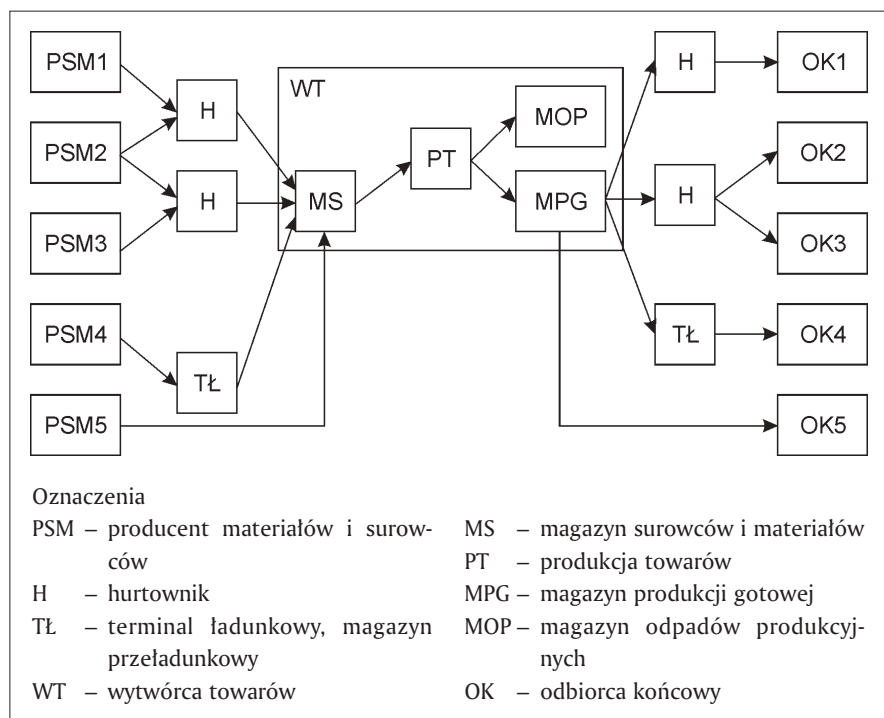 PSM1
PSM2
PSM3
PSM4
PSM5
H
H
TŁ
WT
MS
PT
MOP
MPG
H
H
TŁ
OK1
OK2
OK3
OK4
OK5
Oznaczenia
PSM – producent materiałów i surow-
ców
H – hurtownik
TŁ – terminal ładunkowy, magazyn
przeładunkowy
WT – wytwórca towarów
MS – magazyn surowców i materiałów
PT – produkcja towarów
MPG – magazyn produkcji gotowej
MOP – magazyn odpadów produkcyj-
nych
OK – odbiorca końcowy